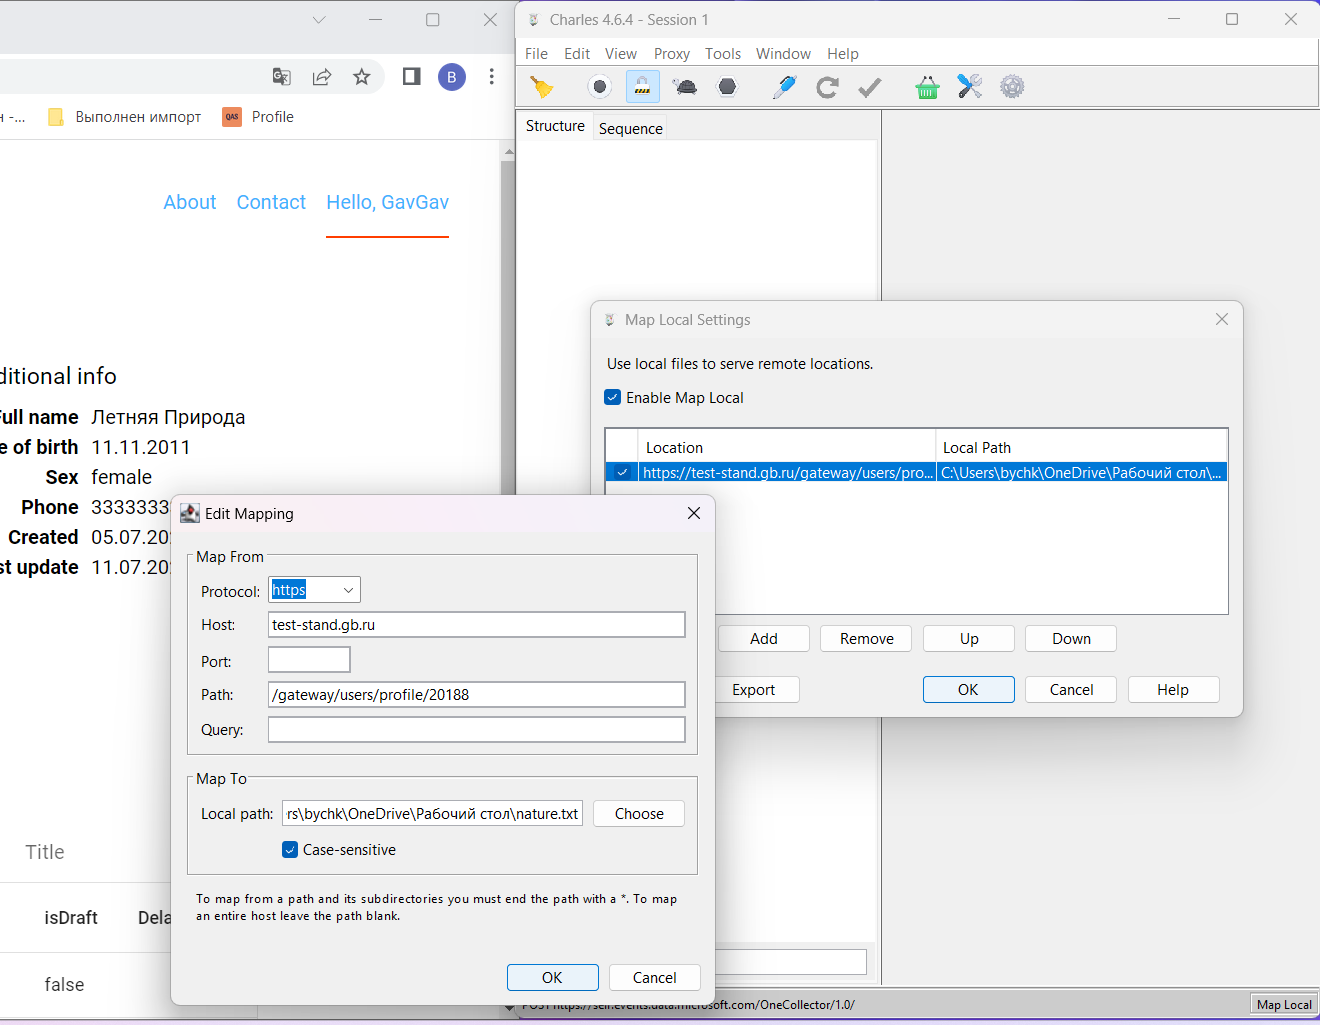 Charles 4.6.4 - Session 1
File Edit View Proxy Tools Window Help
B
Выполнен импорт
QAS Profile
Structure
Sequence
About Contact Hello, GavGav
ditional info
Full name Летняя Природа
e of birth 11.11.2011
Sex female
Phone 3333333
Created 05.07.20
st update 11.07.20
Title
isDraft Dela
false
Map Local Settings
Use local files to serve remote locations.
Enable Map Local
Location Local Path
https://test-stand.gb.ru/gateway/users/pro... C:\Users\bychk\OneDrive\Рабочий стол\...
Add Remove Up Down
Export OK Cancel Help
Edit Mapping
Map From
Protocol: https
Host: test-stand.gb.ru
Port:
Path: /gateway/users/profile/20188
Query:
Map To
Local path: rs\bychk\OneDrive\Рабочий стол\nature.txt Choose
Case-sensitive
To map from a path and its subdirectories you must end the path with a *. To map
an entire host leave the path blank.
OK Cancel
POST https://self.events.data.microsoft.com/OneCollector/1.0/
Map Local